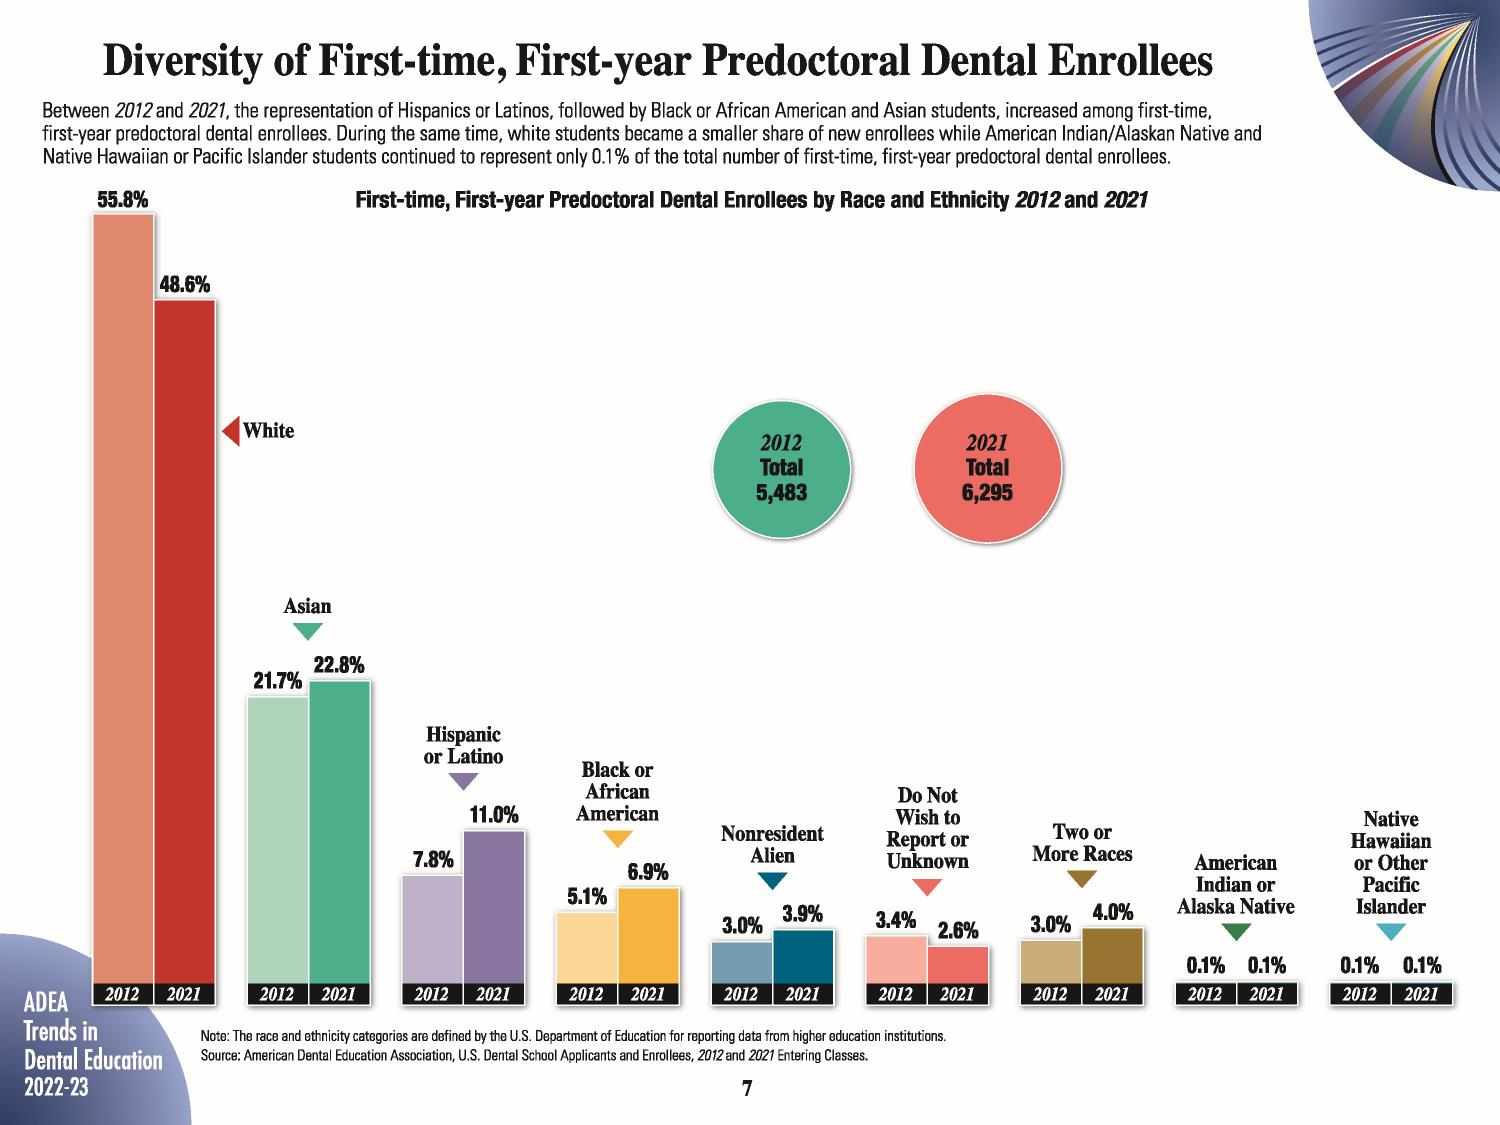 Diversity of First-time, First-year Predoctoral Dental Enrollees
Between 2012 and 2021, the representation of Hispanics or Latinos, followed by Black or African American and Asian students, increased among first-time,
first-year predoctoral dental enrollees. During the same time, white students became a smaller share of new enrollees while American Indian/Alaskan Native and
Native Hawaiian or Pacific Islander students continued to represent only 0.1% of the total number of first-time, first-year predoctoral dental enrollees.
First-time, First-year Predoctoral Dental Enrollees by Race and Ethnicity 2012 and 2021
55.8%
48.6%
White
2012
Total
5,483
2021
Total
6,295
Asian
21.7%
22.8%
Hispanic
or Latino
7.8%
11.0%
Black or
African
American
5.1%
6.9%
Nonresident
Alien
3.0%
3.9%
Do Not
Wish to
Report or
Unknown
3.4%
2.6%
Two or
More Races
3.0%
4.0%
American
Indian or
Alaska Native
0.1%
0.1%
Native
Hawaiian
or Other
Pacific
Islander
0.1%
0.1%
2012 2021
2012 2021
2012 2021
2012 2021
2012 2021
2012 2021
2012 2021
2012 2021
2012 2021
ADEA
Trends in
Dental Education
2022-23
Note: The race and ethnicity categories are defined by the U.S. Department of Education for reporting data from higher education institutions.
Source: American Dental Education Association, U.S. Dental School Applicants and Enrollees, 2012 and 2021 Entering Classes.
7